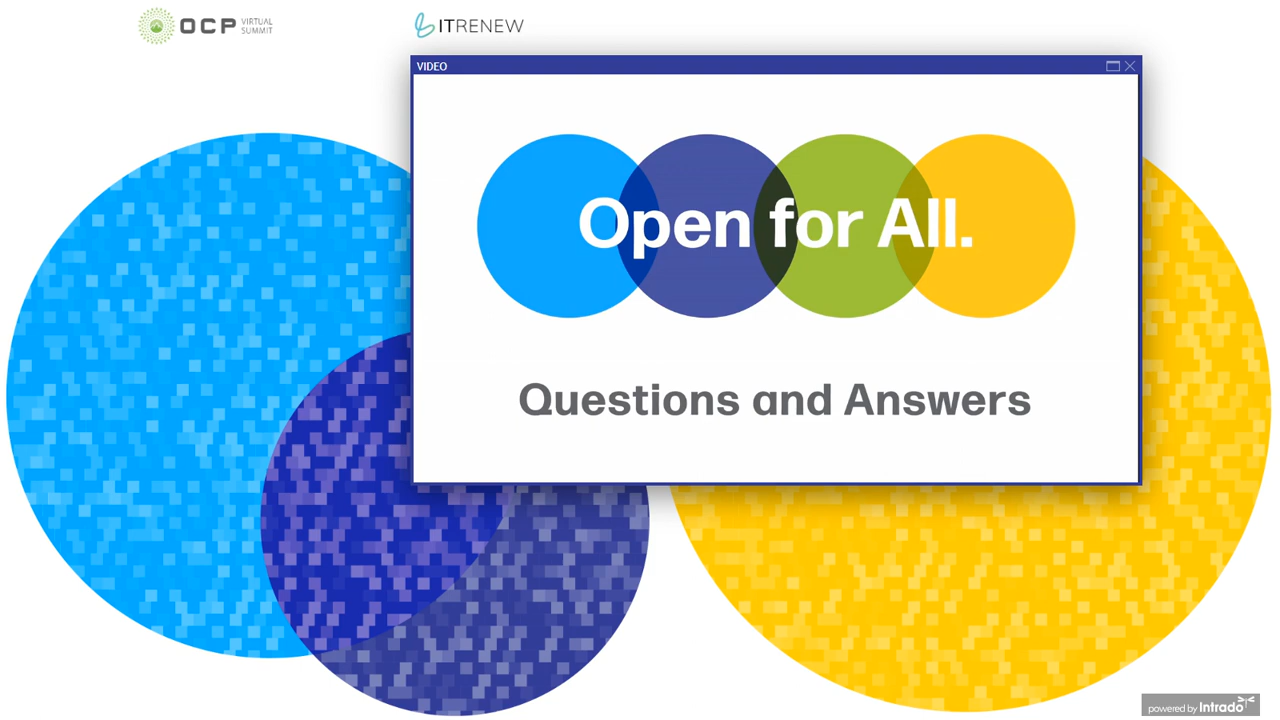 OCP VIRTUAL
SUMMIT
ITRENEW
VIDEO
Open for All.
Questions and Answers
powered by Intrado